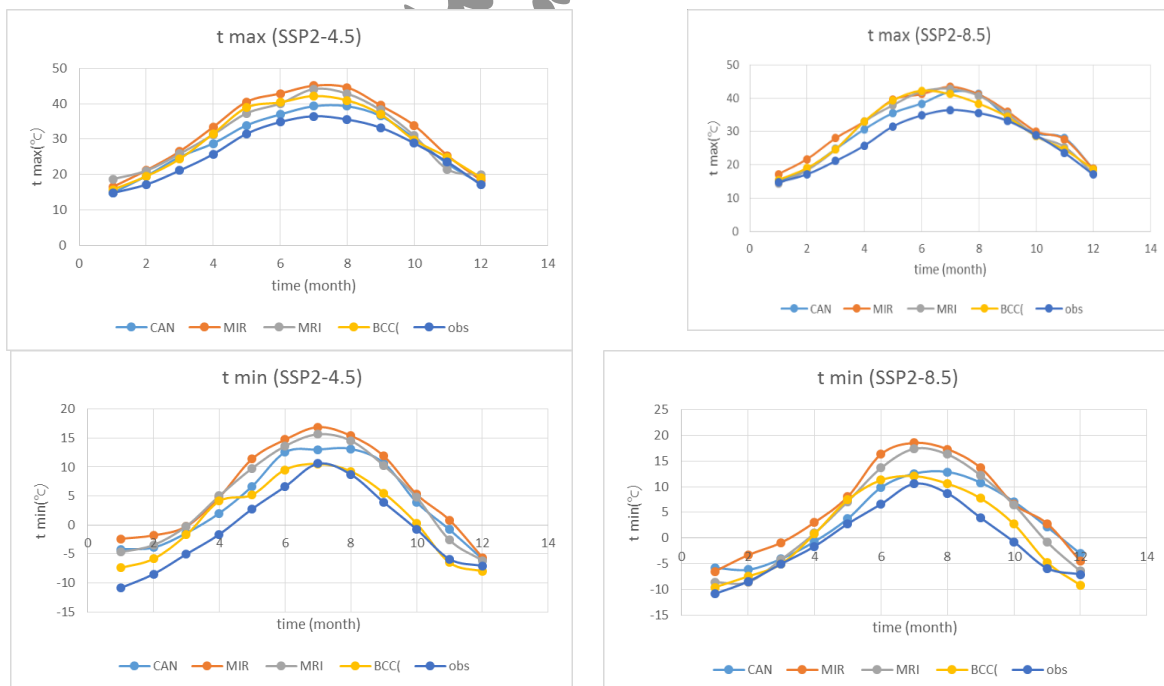 t max (SSP2-4.5)
50
40
30
20
10
0
t max(℃)
0 2 4 6 8 10 12 14
time (month)
CAN MIR MRI BCC( obs
t max (SSP2-8.5)
50
40
30
20
10
0
t max(℃)
0 2 4 6 8 10 12 14
time (month)
CAN MIR MRI BCC( obs
t min (SSP2-4.5)
20
15
10
5
0
-5
-10
-15
t min(℃)
0 2 4 6 8 10 12 14
time (month)
CAN MIR MRI BCC( obs
t min (SSP2-8.5)
25
20
15
10
5
0
-5
-10
-15
t min(℃)
0 2 4 6 8 10 12 14
time (month)
CAN MIR MRI BCC( obs